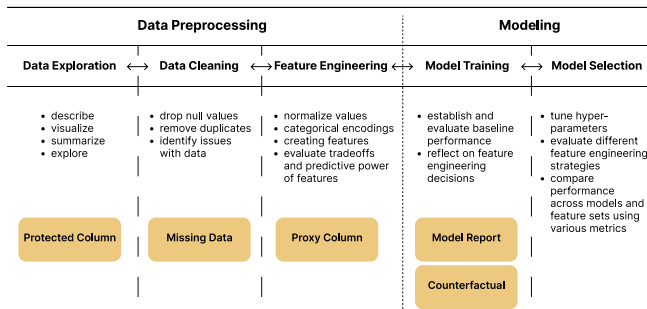 Data Preprocessing
Modeling
Data Exploration
Data Cleaning
Feature Engineering
Model Training
Model Selection
• describe
• visualize
• summarize
• explore
• drop null values
• remove duplicates
• identify issues
with data
• normalize values
• categorical encodings
• creating features
• evaluate tradeoffs
and predictive power
of features
• establish and
evaluate baseline
performance
• reflect on feature
engineering
decisions
• tune hyper-
parameters
• evaluate different
feature engineering
strategies
• compare
performance
across models and
feature sets using
various metrics
Protected Column
Missing Data
Proxy Column
Model Report
Counterfactual